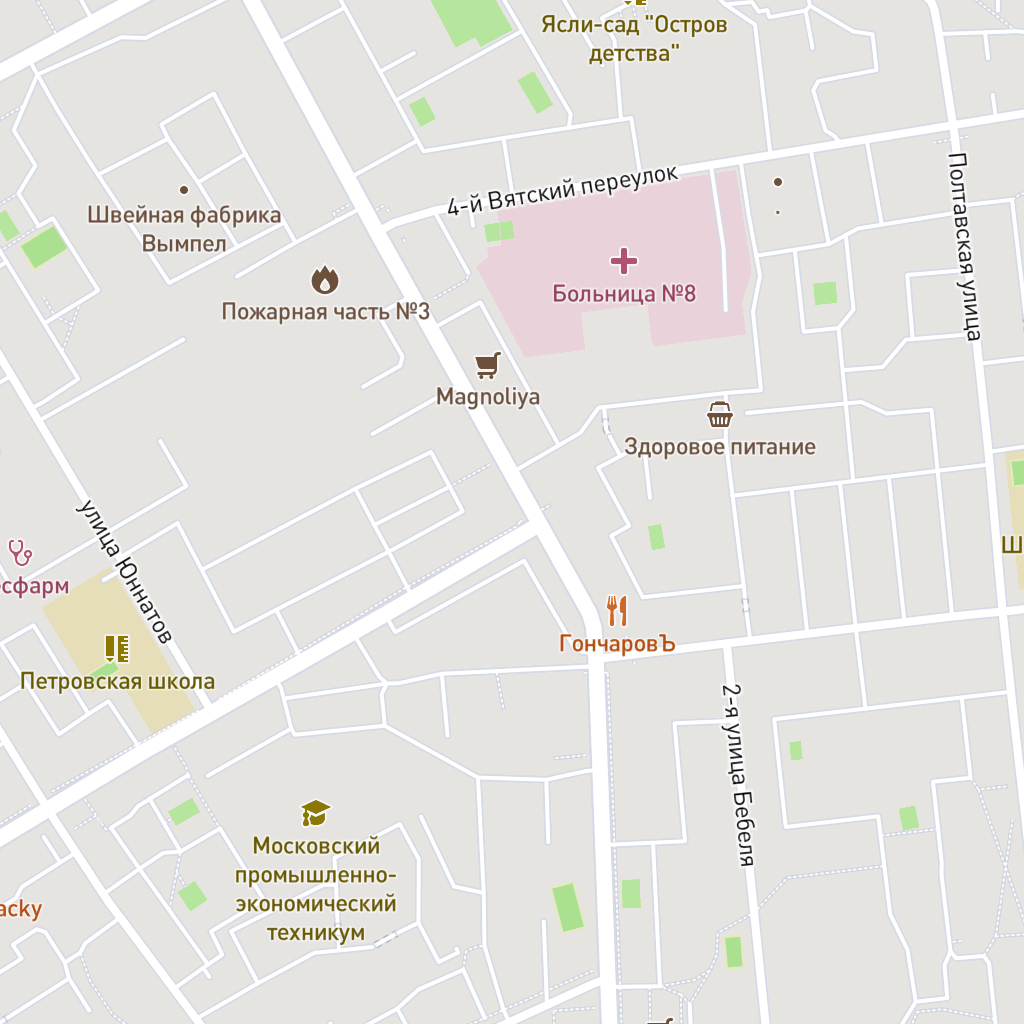 Ясли-сад "Остров
детства"
4-й Вятский переулок
Полтавская улица
Швейная фабрика
Вымпел
Больница №8
Пожарная часть №3
Magnoliya
Здоровое питание
улица Юннатов
есфарм
Ш
ГончаровЪ
Петровская школа
2-я улица Бебеля
Московский
промышленно-
экономический
техникум
acky